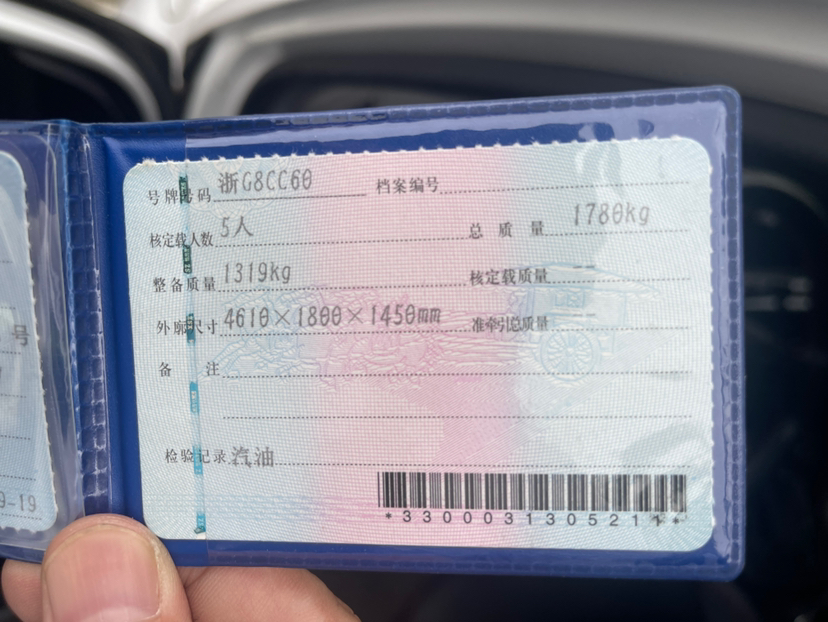 号牌号码 浙G8CC60 档案编号
核定载人数 5人 总质量 1780kg
整备质量 1319kg 核定载质量 --
外廓尺寸 4610×1800×1450mm 准牵引总质量 --
备注
检验记录 汽油
*3300031305211*
号
9-19